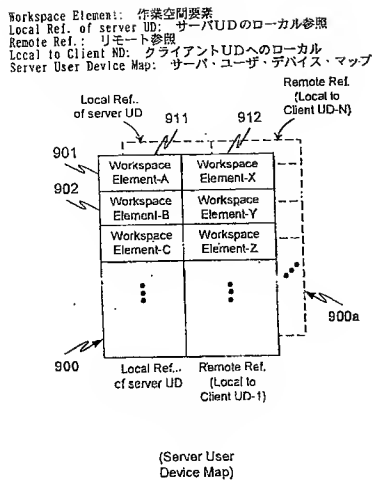 Workspace Element: 作業空間要素
Local Ref. of server UD: サーバUDのローカル参照
Remote Ref.: リモート参照
Lccal to Client ND: クライアントUDへのローカル
Server User Device Map: サーバ・ユーザ・デバイス・マップ
Remote Ref.
(Local to
Client UD-N)
Local Ref..
of server UD
911
912
901
Workspace
Element-A
Workspace
Element-X
902
Workspace
Element-B
Workspace
Element-Y
Workspace
Element-C
Workspace
Element-Z
900a
900
Local Ref...
cf server UD
Remote Ref.
(Local to
Client UD-1)
(Server User
Device Map)